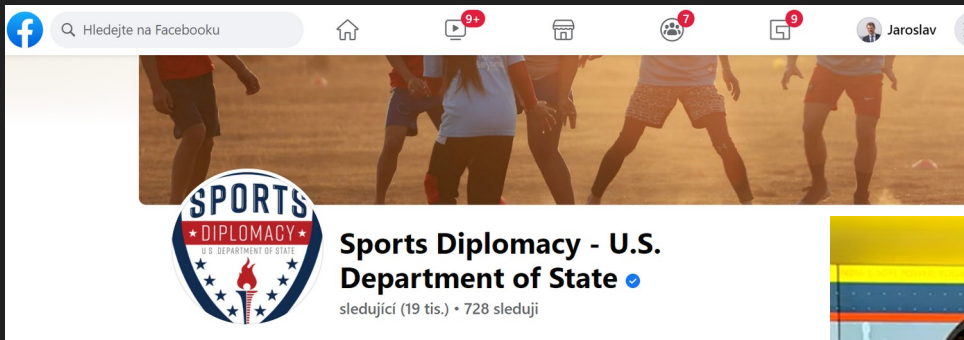 Hledejte na Facebooku
9+
7
9
Jaroslav
SPORTS
DIPLOMACY
U.S. DEPARTMENT OF STATE
Sports Diplomacy - U.S.
Department of State
sledující (19 tis.) • 728 sleduji